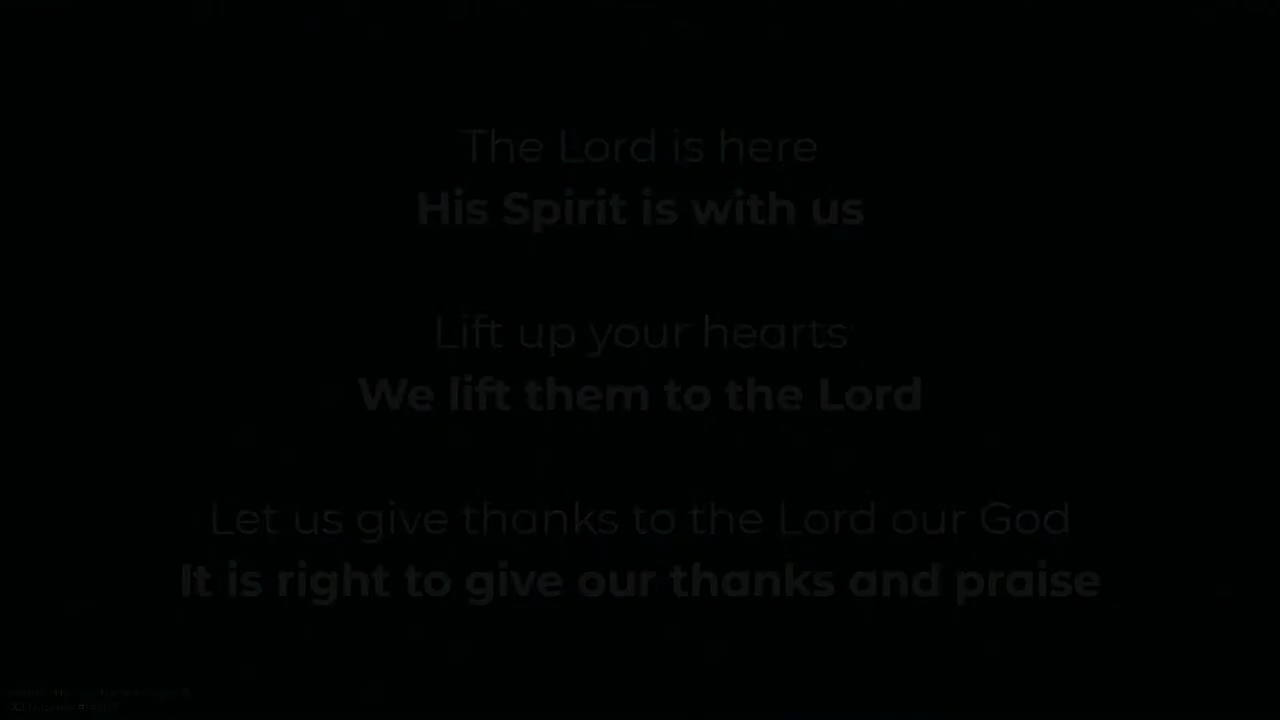 The Lord is here
His Spirit is with us
Lift up your hearts
We lift them to the Lord
Let us give thanks to the Lord our God
It is right to give our thanks and praise